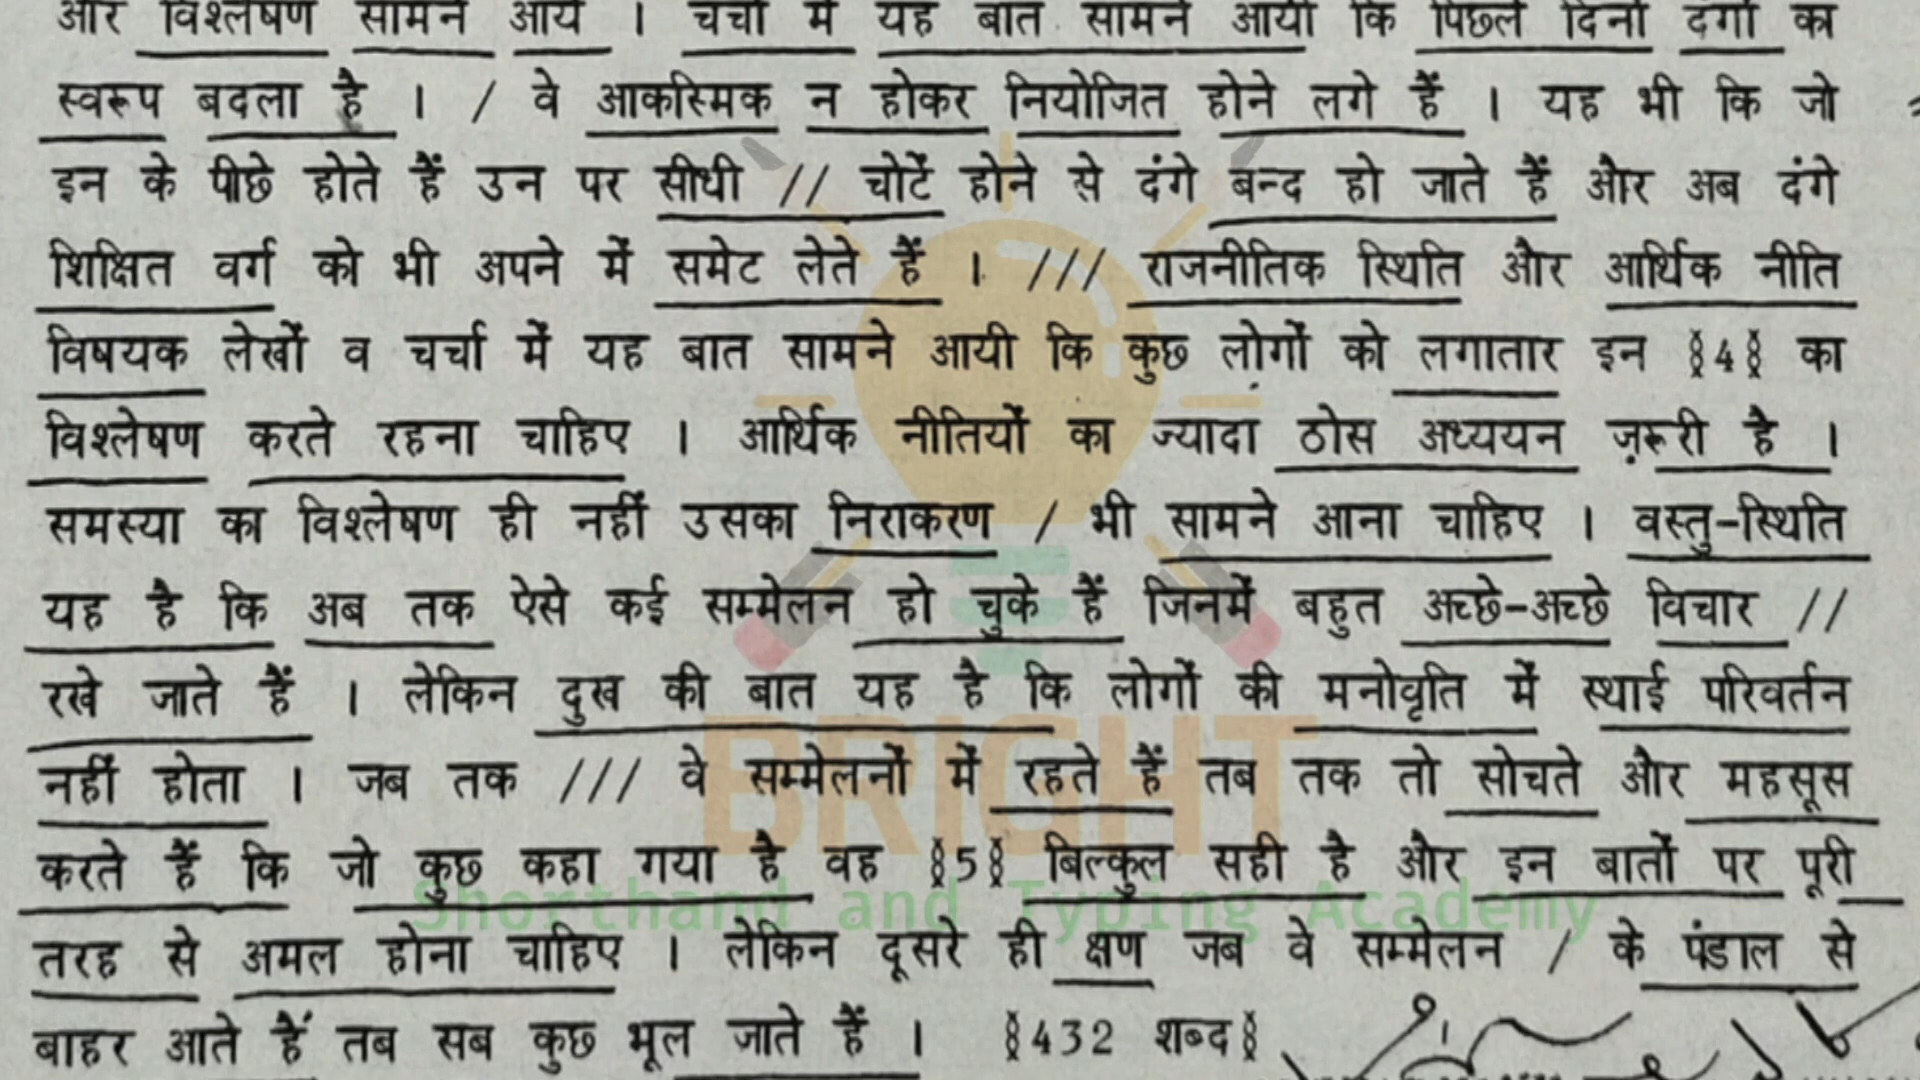 और विश्लेषण सामने आये । चर्चा में यह बात सामने आयी कि पिछले दिनों दंगों का
स्वरूप बदला है । / वे आकस्मिक न होकर नियोजित होने लगे हैं । यह भी कि जो
इन के पीछे होते हैं उन पर सीधी // चोटें होने से दंगे बन्द हो जाते हैं और अब दंगे
शिक्षित वर्ग को भी अपने में समेट लेते हैं । /// राजनीतिक स्थिति और आर्थिक नीति
विषयक लेखों व चर्चा में यह बात सामने आयी कि कुछ लोगों को लगातार इन §4§ का
विश्लेषण करते रहना चाहिए । आर्थिक नीतियों का ज्यादा ठोस अध्ययन ज़रूरी है ।
समस्या का विश्लेषण ही नहीं उसका निराकरण / भी सामने आना चाहिए । वस्तु-स्थिति
यह है कि अब तक ऐसे कई सम्मेलन हो चुके हैं जिनमें बहुत अच्छे-अच्छे विचार //
रखे जाते हैं । लेकिन दुख की बात यह है कि लोगों की मनोवृति में स्थाई परिवर्तन
नहीं होता । जब तक /// वे सम्मेलनों में रहते हैं तब तक तो सोचते और महसूस
करते हैं कि जो कुछ कहा गया है वह §5§ बिल्कुल सही है और इन बातों पर पूरी
तरह से अमल होना चाहिए । लेकिन दूसरे ही क्षण जब वे सम्मेलन / के पंडाल से
बाहर आते हैं तब सब कुछ भूल जाते हैं । §432 शब्द§
BRIGHT
Shorthand and Typing Academy